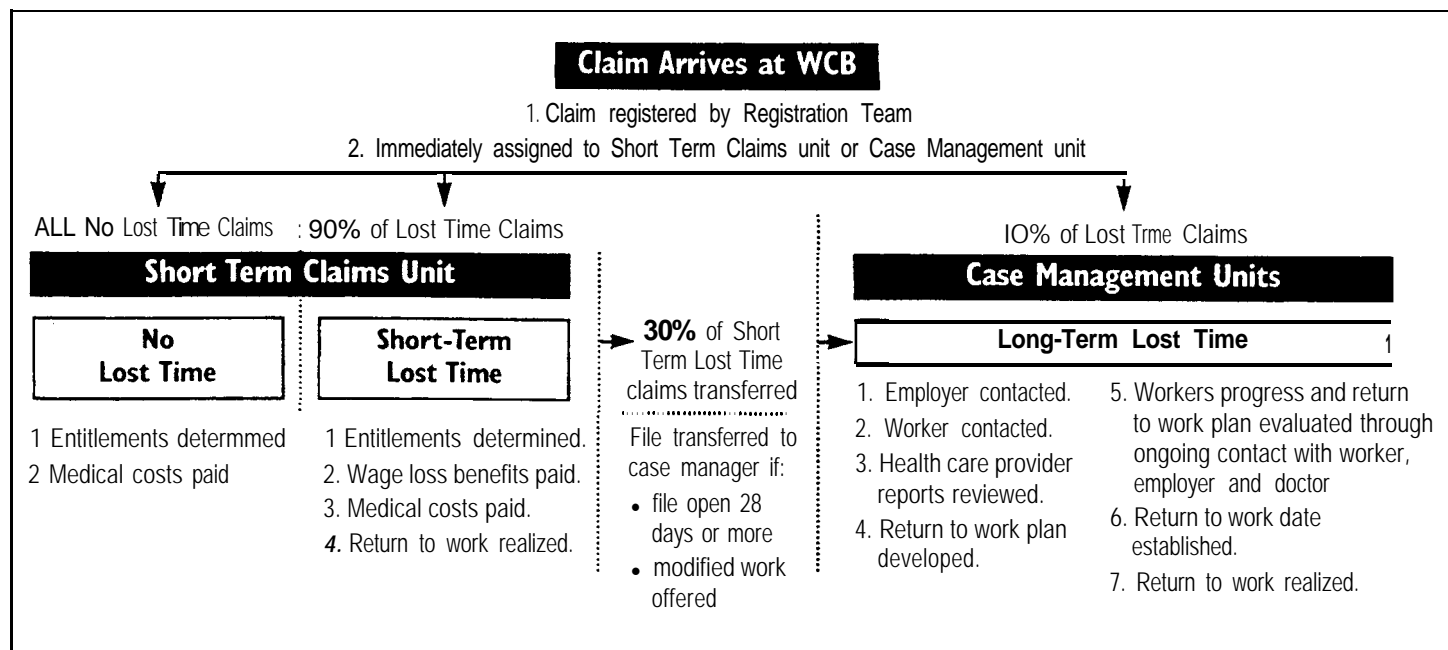 Claim Arrives at WCB
1. Claim registered by Registration Team
2. Immediately assigned to Short Term Claims unit or Case Management unit
ALL No Lost Time Claims : 90% of Lost Time Claims
IO% of Lost Trme Claims
Short Term Claims Unit
Case Management Units
No
Lost Time
Short-Term
Lost Time
30% of Short
Term Lost Time
claims transferred
Long-Term Lost Time 1
1 Entitlements determmed
2 Medical costs paid
1 Entitlements determined.
2. Wage loss benefits paid.
3. Medical costs paid.
4. Return to work realized.
File transferred to
case manager if:
• file open 28
days or more
• modified work
offered
1. Employer contacted.
2. Worker contacted.
3. Health care provider
reports reviewed.
4. Return to work plan
developed.
5. Workers progress and return
to work plan evaluated through
ongoing contact with worker,
employer and doctor
6. Return to work date
established.
7. Return to work realized.